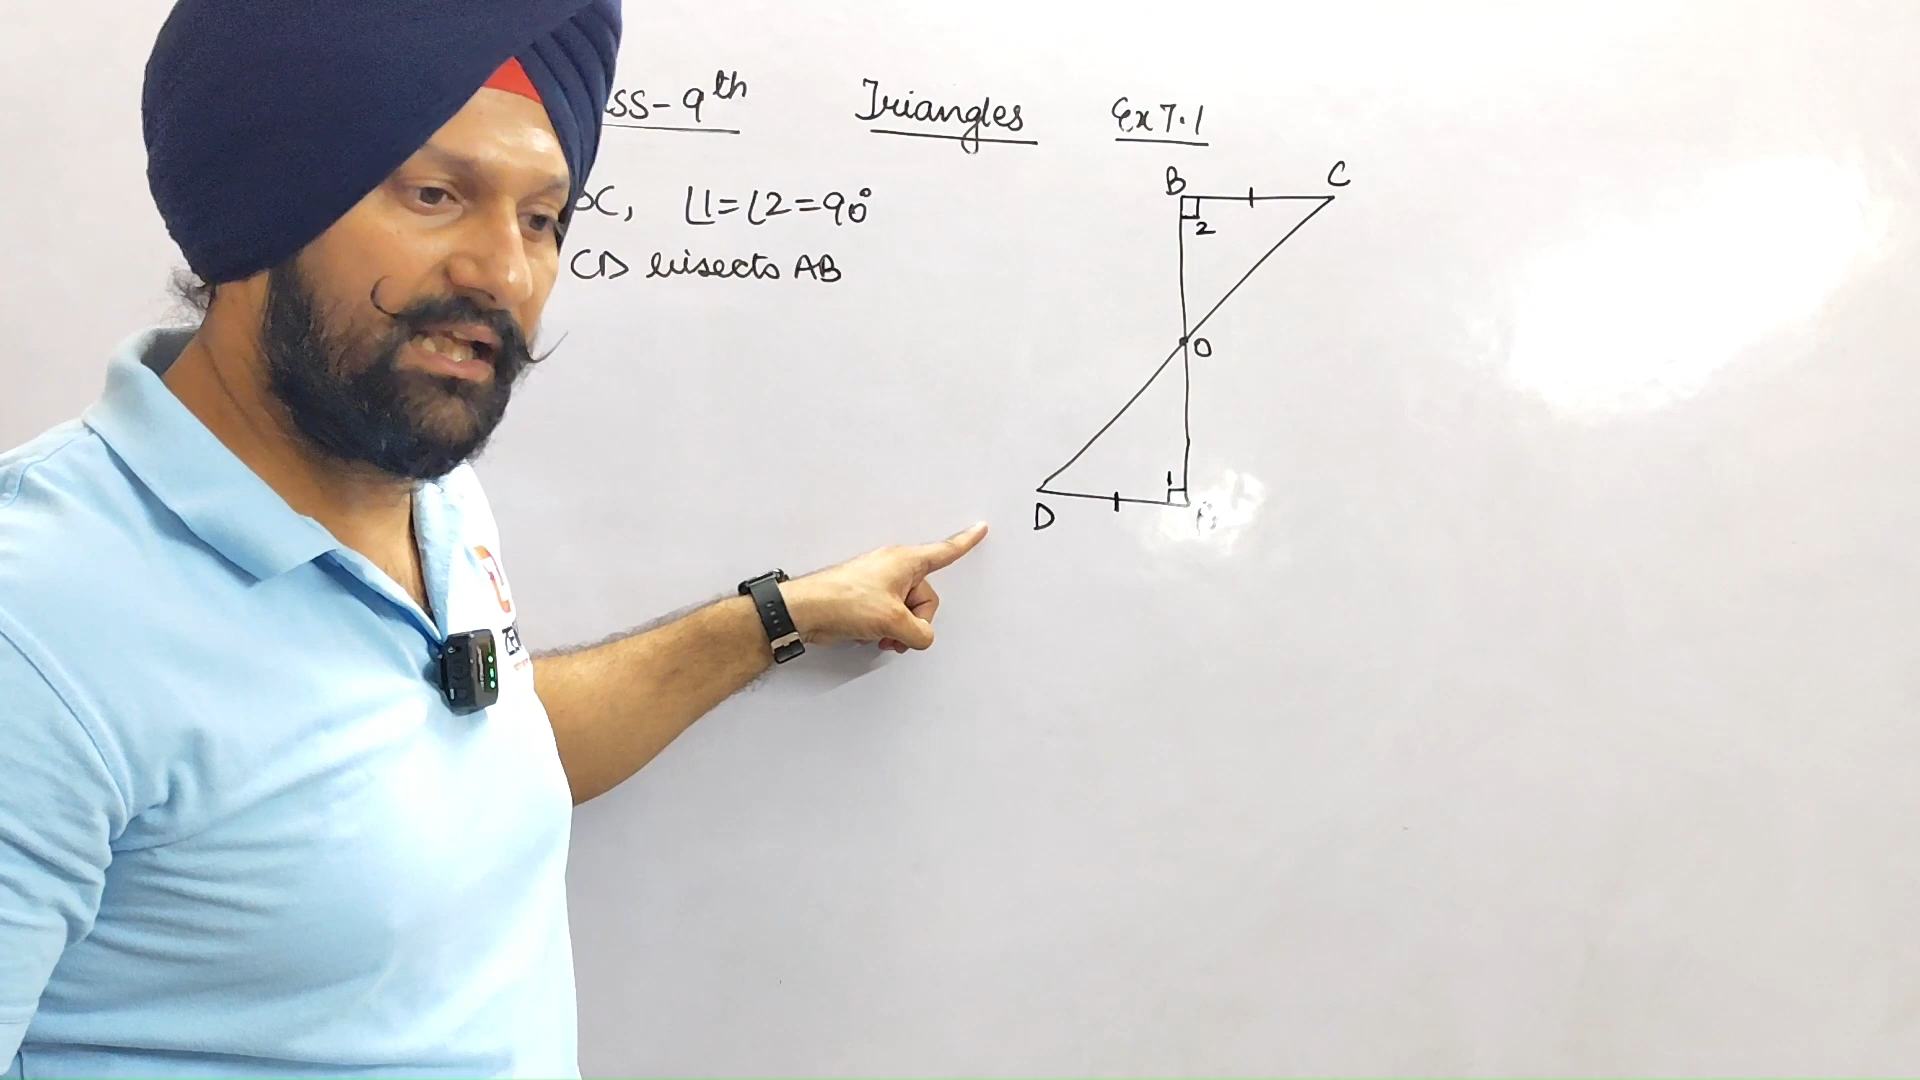 ss-9th Triangles Ex 7.1
C, ∠1=∠2=90°
CD bisects AB
B C
2
O
1
D